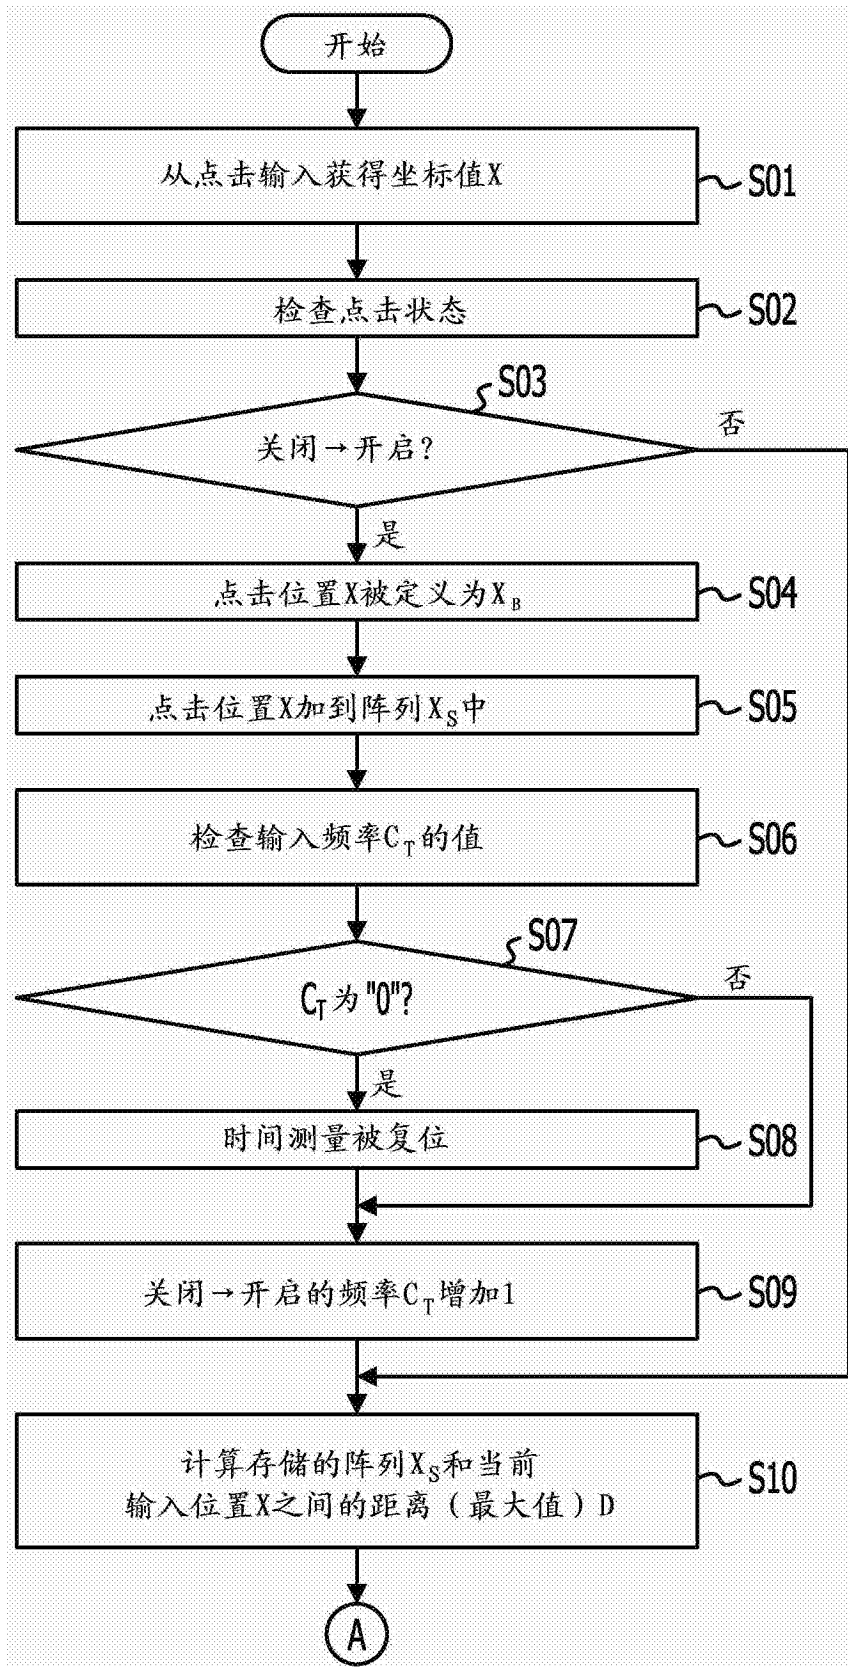 开始
从点击输入获得坐标值X
S01
检查点击状态
S02
S03
关闭→开启?
否
是
点击位置X被定义为X_B
S04
点击位置X加到阵列X_S中
S05
检查输入频率C_T的值
S06
S07
C_T为"0"?
否
是
时间测量被复位
S08
关闭→开启的频率C_T增加1
S09
计算存储的阵列X_S和当前
输入位置X之间的距离（最大值）D
S10
A